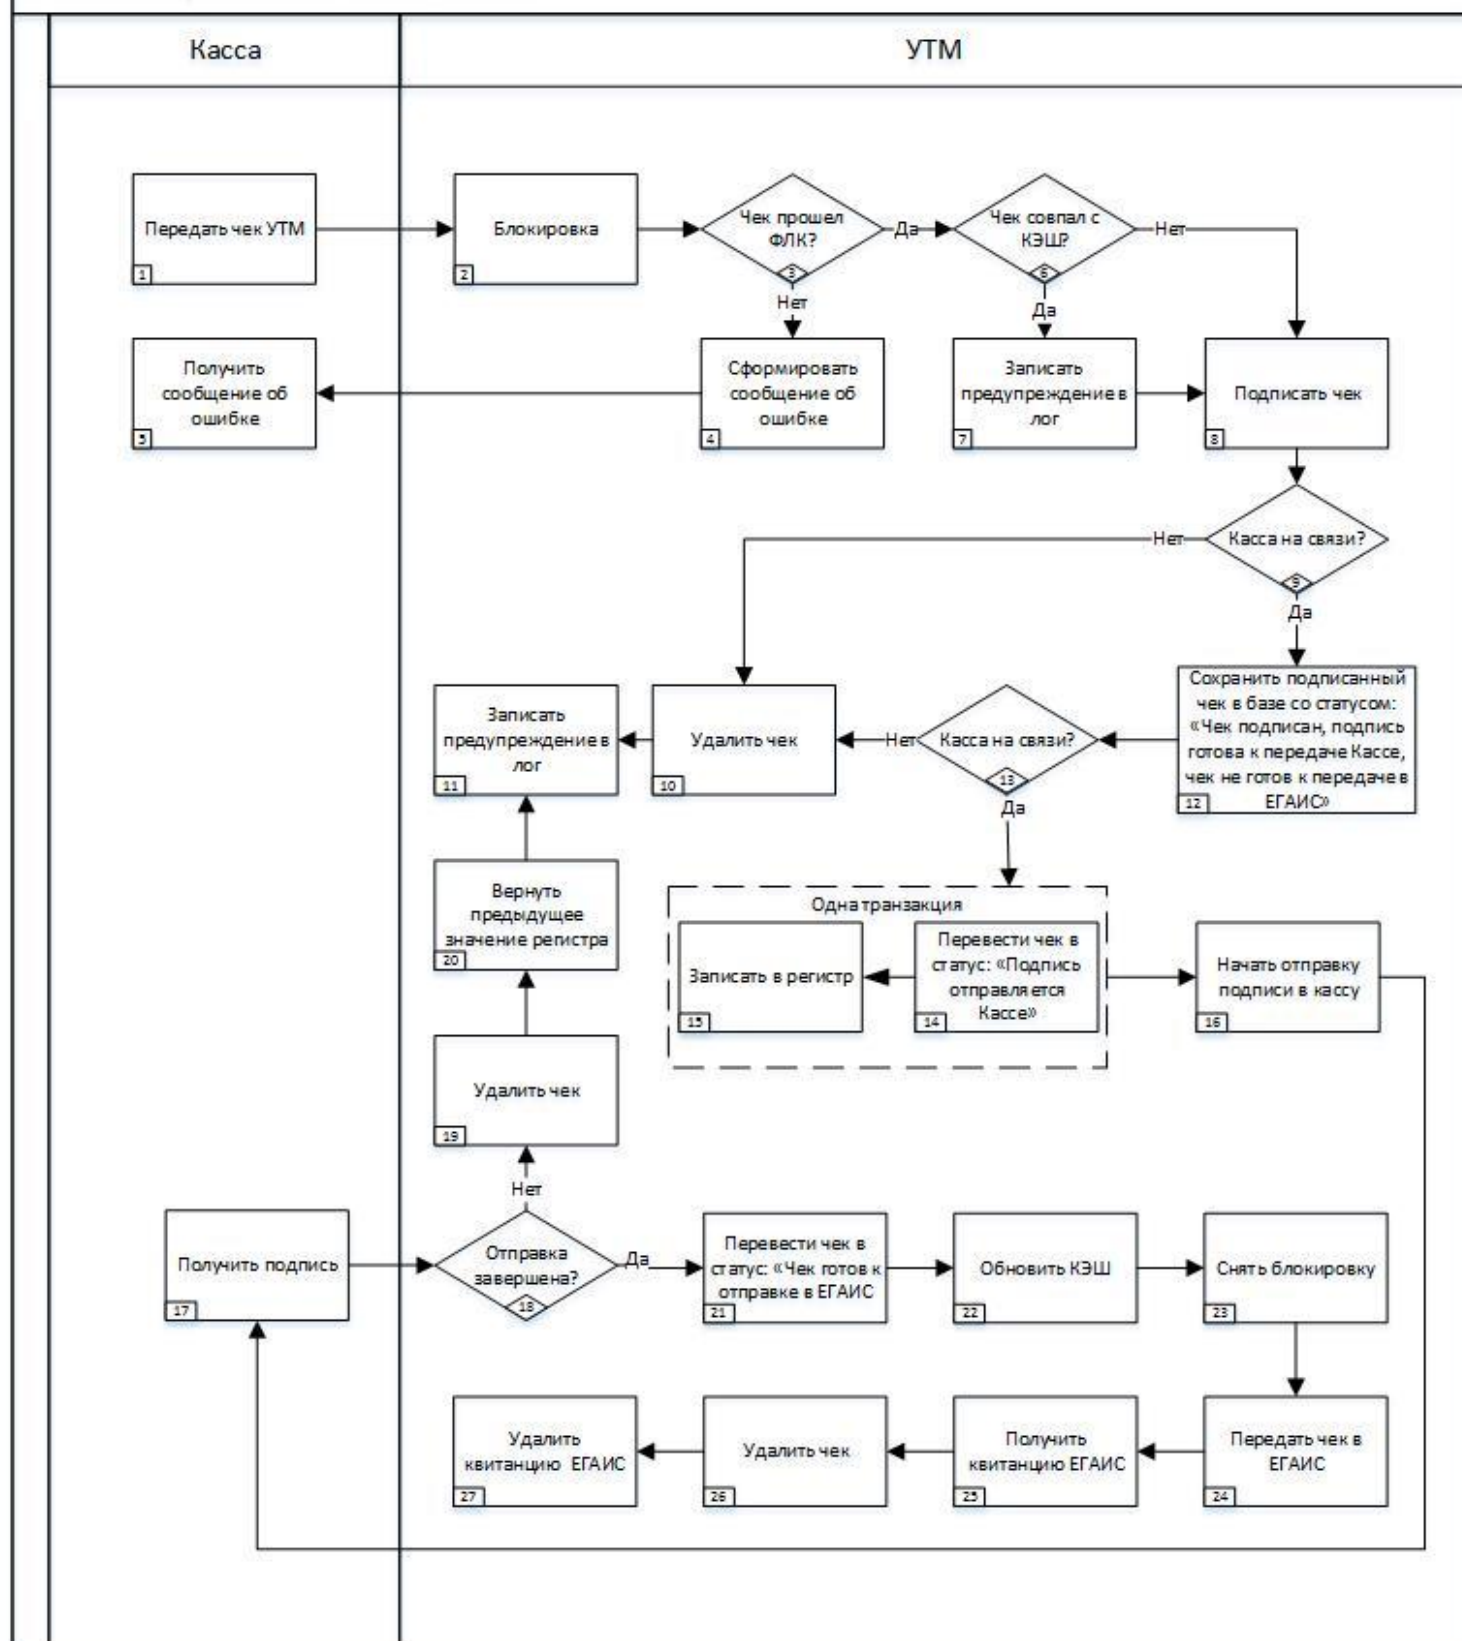 Касса
УТМ
Передать чек УТМ
1
Блокировка
2
Чек прошел
ФЛК?
3
Да
Чек совпал с
КЭШ?
6
Нет
Нет
Да
Получить
сообщение об
ошибке
5
Сформировать
сообщение об
ошибке
4
Записать
предупреждение в
лог
7
Подписать чек
8
Нет
Касса на связи?
9
Да
Записать
предупреждение в
лог
11
Удалить чек
10
Нет
Касса на связи?
13
Да
Сохранить подписанный
чек в базе со статусом:
«Чек подписан, подпись
готова к передаче Кассе,
чек не готов к передаче в
ЕГАИС»
12
Вернуть
предыдущее
значение регистра
20
Одна транзакция
Записать в регистр
15
Перевести чек в
статус: «Подпись
отправляется
Кассе»
14
Начать отправку
подписи в кассу
16
Удалить чек
19
Нет
Получить подпись
17
Отправка
завершена?
18
Да
Перевести чек в
статус: «Чек готов к
отправке в ЕГАИС
21
Обновить КЭШ
22
Снять блокировку
23
Удалить
квитанцию ЕГАИС
27
Удалить чек
26
Получить
квитанцию ЕГАИС
25
Передать чек в
ЕГАИС
24